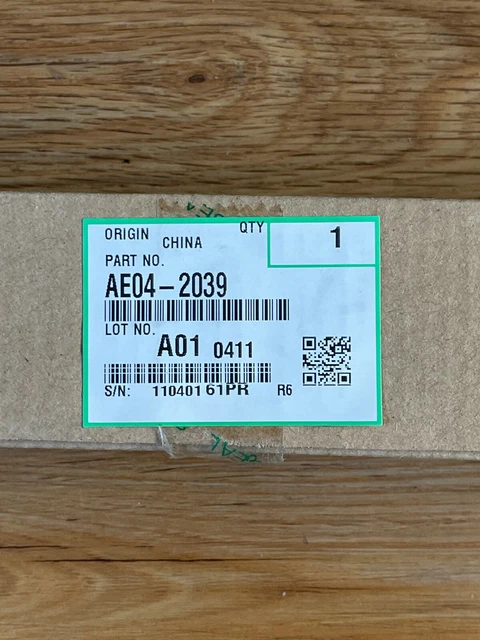 ORIGIN CHINA QTY 1
PART NO.
AE04-2039
LOT NO.
A01 0411
S/N: 11040161PR R6